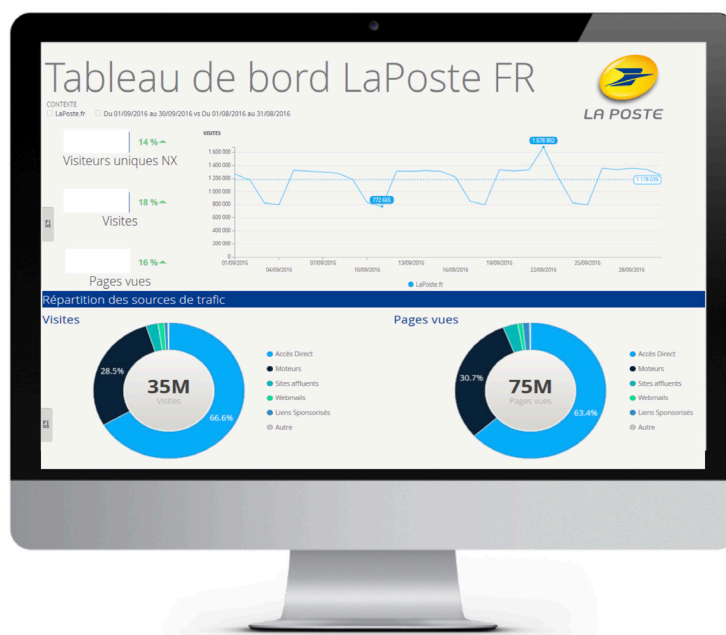 Tableau de bord LaPoste FR
LA POSTE
CONTEXTE
LaPoste.fr Du 01/09/2016 au 30/09/2016 vs Du 01/08/2016 au 31/08/2016
14 %
Visiteurs uniques NX
18 %
Visites
16 %
Pages vues
VISITES
1 678 992
1 600 000
1 400 000
1 200 000
1 178 039
1 000 000
800 000
772 665
600 000
400 000
200 000
0
01/09/2016
04/09/2016
07/09/2016
10/09/2016
13/09/2016
16/09/2016
19/09/2016
22/09/2016
25/09/2016
28/09/2016
LaPoste.fr
Répartition des sources de trafic
Visites
28.5%
35M
Visites
66.6%
Accès Direct
Moteurs
Sites affluents
Webmails
Liens Sponsorisés
Autre
Pages vues
30.7%
75M
Pages vues
63.4%
Accès Direct
Moteurs
Sites affluents
Webmails
Liens Sponsorisés
Autre